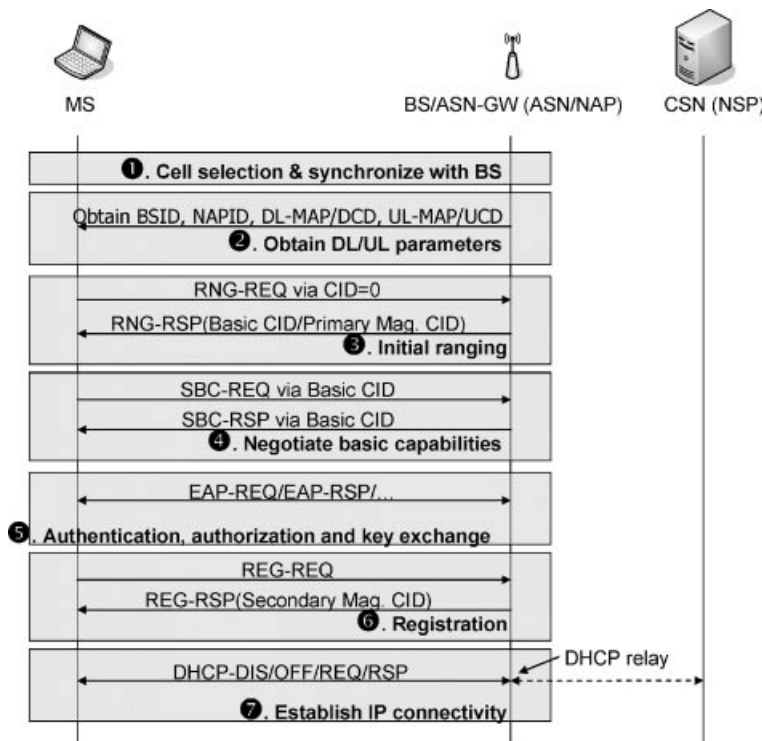 MS
BS/ASN-GW (ASN/NAP)
CSN (NSP)
❶. Cell selection & synchronize with BS
Obtain BSID, NAPID, DL-MAP/DCD, UL-MAP/UCD
❷. Obtain DL/UL parameters
RNG-REQ via CID=0
RNG-RSP(Basic CID/Primary Mag. CID)
❸. Initial ranging
SBC-REQ via Basic CID
SBC-RSP via Basic CID
❹. Negotiate basic capabilities
EAP-REQ/EAP-RSP/...
❺. Authentication, authorization and key exchange
REG-REQ
REG-RSP(Secondary Mag. CID)
❻. Registration
DHCP relay
DHCP-DIS/OFF/REQ/RSP
❼. Establish IP connectivity